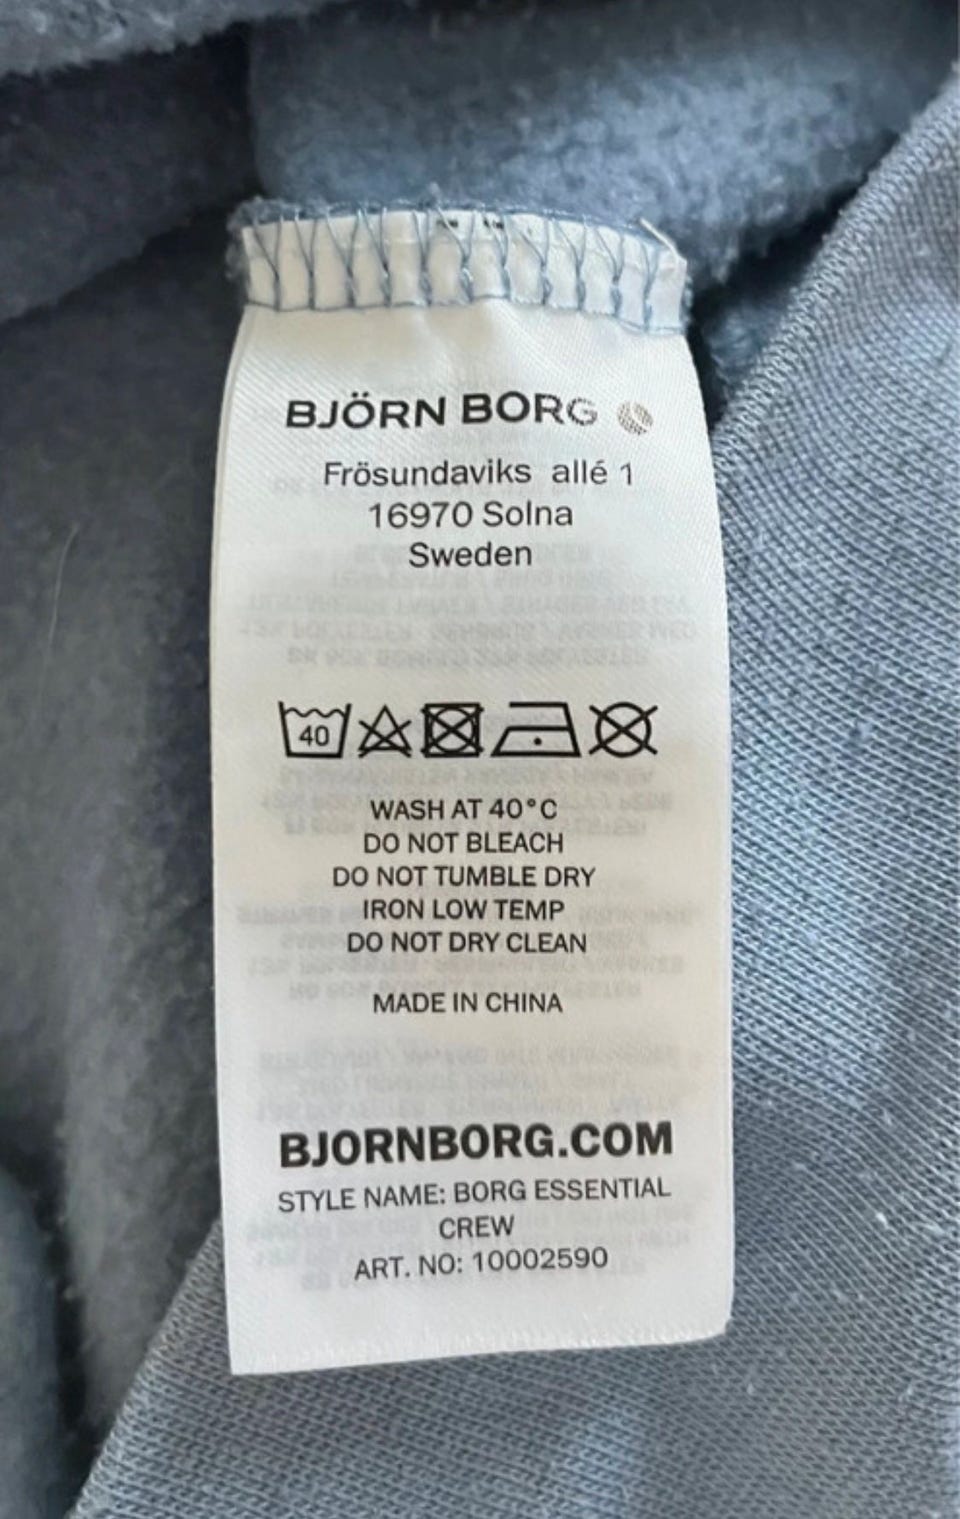 BJÖRN BORG
Frösundaviks allé 1
16970 Solna
Sweden
40
WASH AT 40°C
DO NOT BLEACH
DO NOT TUMBLE DRY
IRON LOW TEMP
DO NOT DRY CLEAN
MADE IN CHINA
BJORNBORG.COM
STYLE NAME: BORG ESSENTIAL
CREW
ART. NO: 10002590